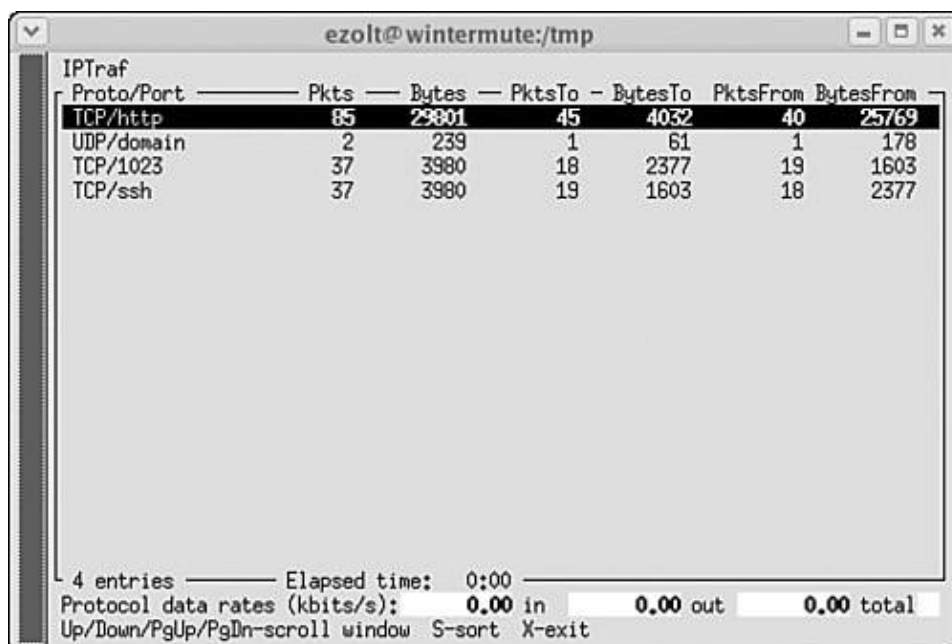 ezolt@wintermute:/tmp
IPTraf
Proto/Port Pkts Bytes PktsTo BytesTo PktsFrom BytesFrom
TCP/http 85 29801 45 4032 40 25769
UDP/domain 2 239 1 61 1 178
TCP/1023 37 3980 18 2377 19 1603
TCP/ssh 37 3980 19 1603 18 2377
4 entries Elapsed time: 0:00
Protocol data rates (kbits/s): 0.00 in 0.00 out 0.00 total
Up/Down/PgUp/PgDn-scroll window S-sort X-exit